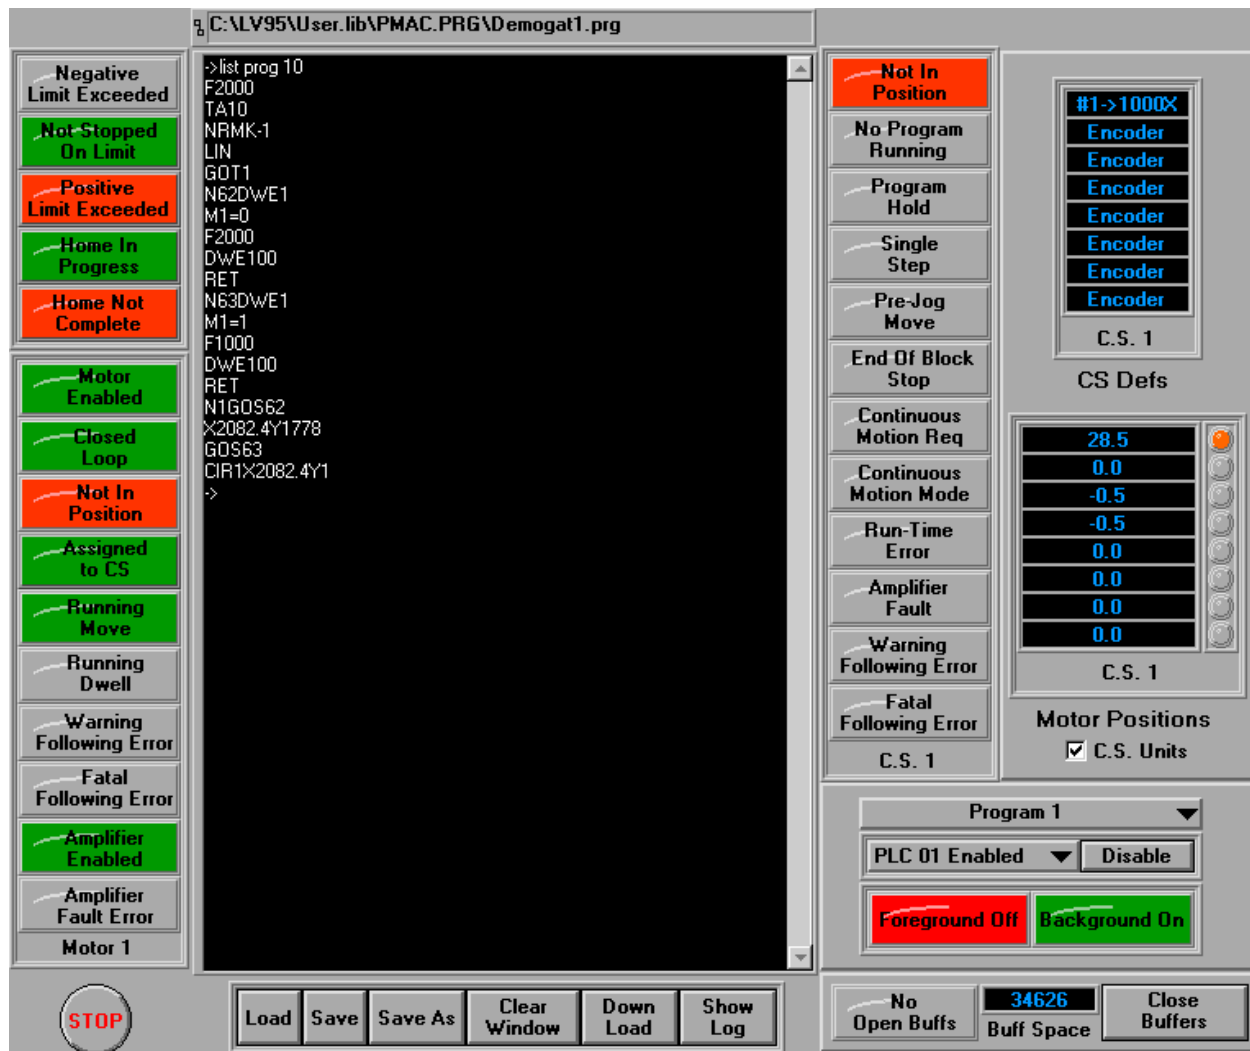 C:\LV95\User.lib\PMAC.PRG\Demogat1.prg
Negative
Limit Exceeded
Not Stopped
On Limit
Positive
Limit Exceeded
Home In
Progress
Home Not
Complete
Motor
Enabled
Closed
Loop
Not In
Position
Assigned
to CS
Running
Move
Running
Dwell
Warning
Following Error
Fatal
Following Error
Amplifier
Enabled
Amplifier
Fault Error
Motor 1
STOP
->list prog 10
F2000
TA10
NRMK-1
LIN
GOT1
N62DWE1
M1=0
F2000
DWE100
RET
N63DWE1
M1=1
F1000
DWE100
RET
N1GOS62
X2082.4Y1778
GOS63
CIR1X2082.4Y1
->
Load
Save
Save As
Clear
Window
Down
Load
Show
Log
Not In
Position
No Program
Running
Program
Hold
Single
Step
Pre-Jog
Move
End Of Block
Stop
Continuous
Motion Req
Continuous
Motion Mode
Run-Time
Error
Amplifier
Fault
Warning
Following Error
Fatal
Following Error
C.S. 1
#1->1000X
Encoder
Encoder
Encoder
Encoder
Encoder
Encoder
Encoder
C.S. 1
CS Defs
28.5
0.0
-0.5
-0.5
0.0
0.0
0.0
0.0
C.S. 1
Motor Positions
C.S. Units
Program 1
PLC 01 Enabled
Disable
Foreground Off
Background On
No
Open Buffs
34626
Buff Space
Close
Buffers